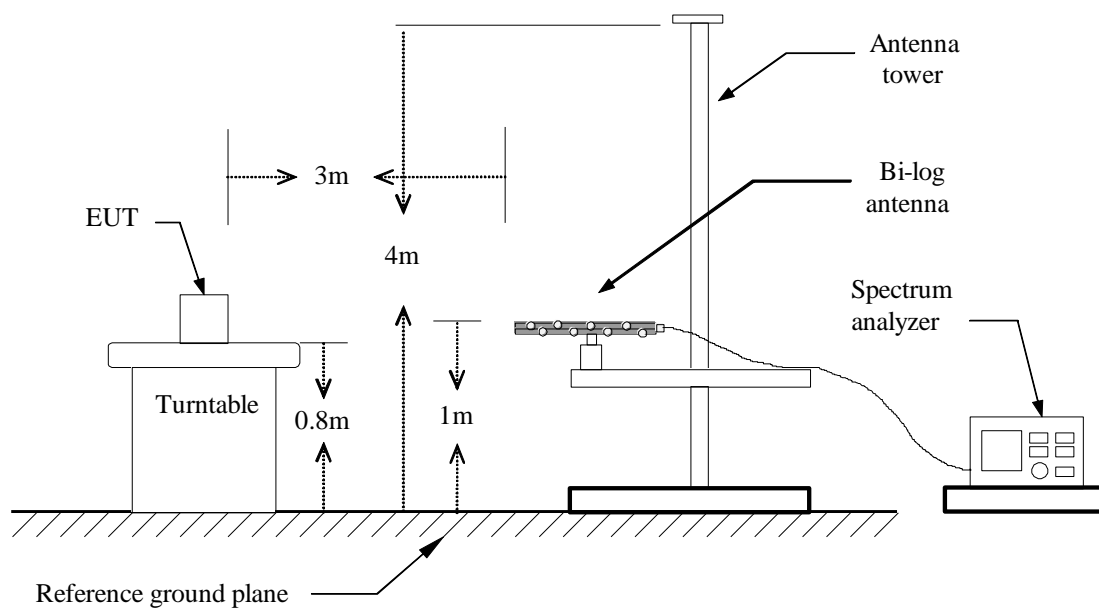 Antenna
tower
3m
Bi-log
antenna
EUT
4m
Spectrum
analyzer
Turntable
0.8m
1m
Reference ground plane